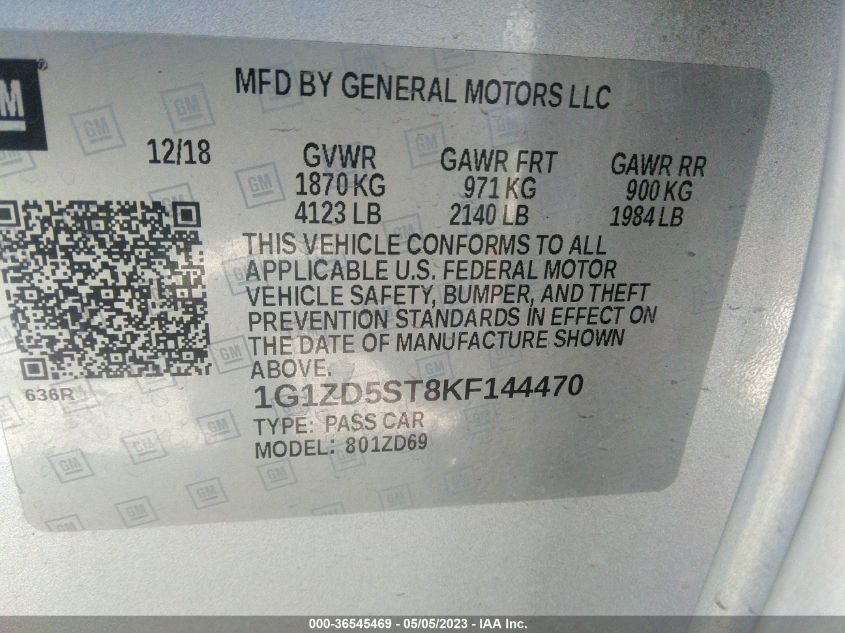 GM
MFD BY GENERAL MOTORS LLC
12/18 GVWR GAWR FRT GAWR RR
1870 KG 971 KG 900 KG
4123 LB 2140 LB 1984 LB
THIS VEHICLE CONFORMS TO ALL
APPLICABLE U.S. FEDERAL MOTOR
VEHICLE SAFETY, BUMPER, AND THEFT
PREVENTION STANDARDS IN EFFECT ON
THE DATE OF MANUFACTURE SHOWN
ABOVE.
636R
1G1ZD5ST8KF144470
TYPE: PASS CAR
MODEL: 801ZD69
000-36545469 - 05/05/2023 - IAA Inc.